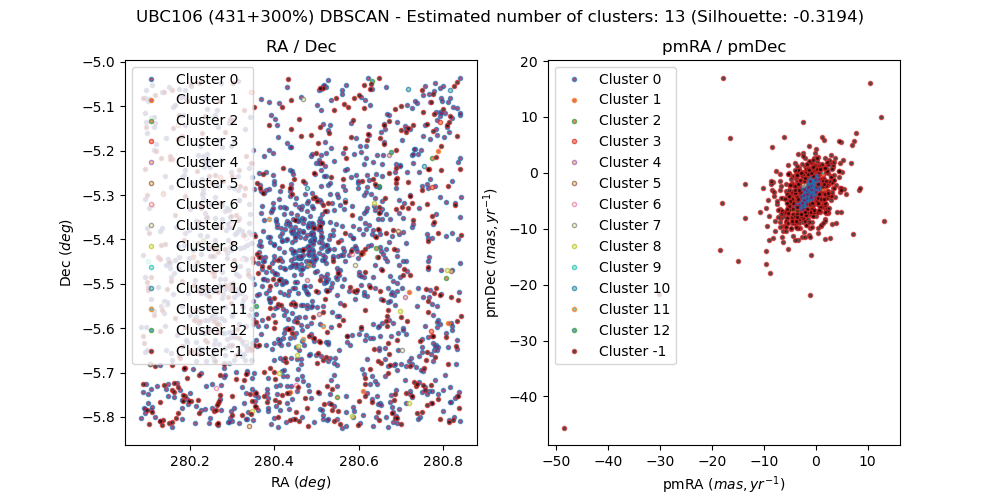 UBC106 (431+300%) DBSCAN - Estimated number of clusters: 13 (Silhouette: -0.3194)
RA / Dec
−5.0
−5.1
−5.2
−5.3
−5.4
−5.5
−5.6
−5.7
−5.8
Dec (deg)
Cluster 0
Cluster 1
Cluster 2
Cluster 3
Cluster 4
Cluster 5
Cluster 6
Cluster 7
Cluster 8
Cluster 9
Cluster 10
Cluster 11
Cluster 12
Cluster -1
280.2 280.4 280.6 280.8
RA (deg)
pmRA / pmDec
20
10
0
−10
−20
−30
−40
pmDec (mas, yr⁻¹)
Cluster 0
Cluster 1
Cluster 2
Cluster 3
Cluster 4
Cluster 5
Cluster 6
Cluster 7
Cluster 8
Cluster 9
Cluster 10
Cluster 11
Cluster 12
Cluster -1
−50 −40 −30 −20 −10 0 10
pmRA (mas, yr⁻¹)